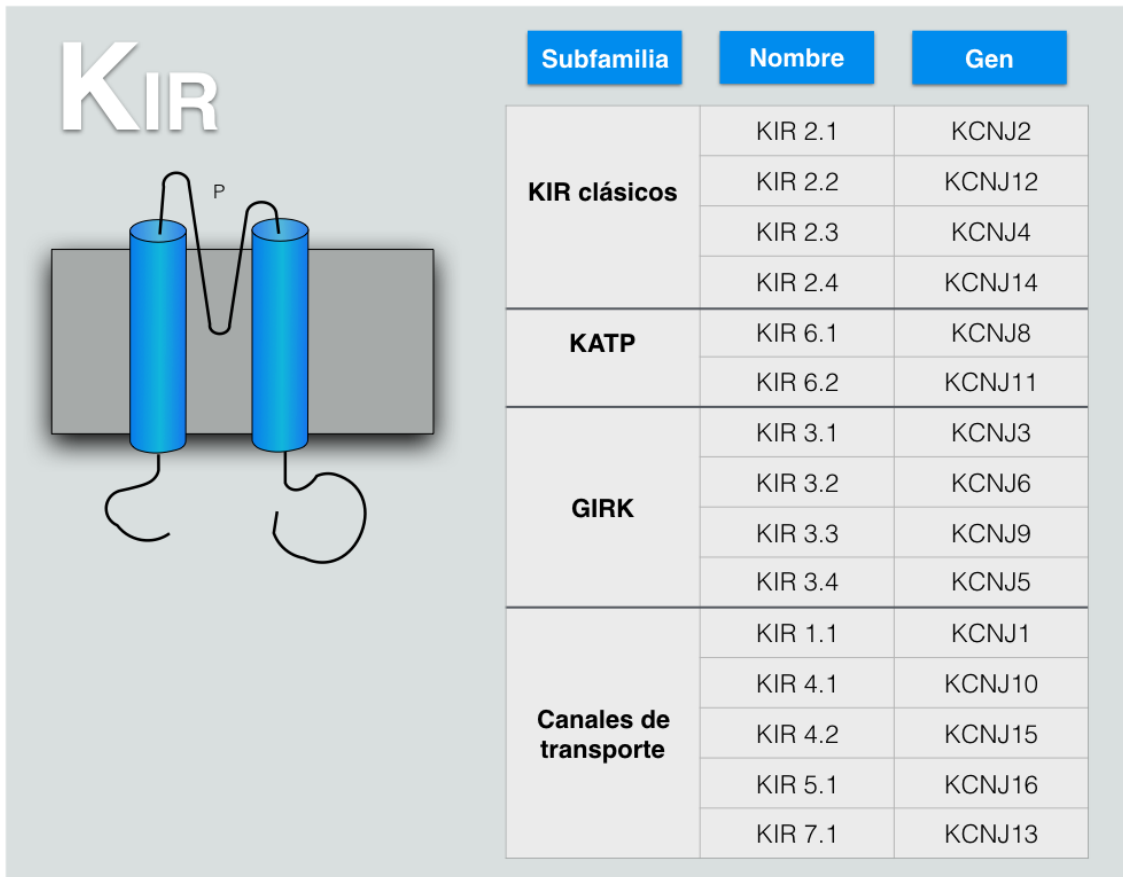 KIR
P
Subfamilia Nombre Gen
KIR clásicos
KIR 2.1 KCNJ2
KIR 2.2 KCNJ12
KIR 2.3 KCNJ4
KIR 2.4 KCNJ14
KATP
KIR 6.1 KCNJ8
KIR 6.2 KCNJ11
GIRK
KIR 3.1 KCNJ3
KIR 3.2 KCNJ6
KIR 3.3 KCNJ9
KIR 3.4 KCNJ5
Canales de
transporte
KIR 1.1 KCNJ1
KIR 4.1 KCNJ10
KIR 4.2 KCNJ15
KIR 5.1 KCNJ16
KIR 7.1 KCNJ13